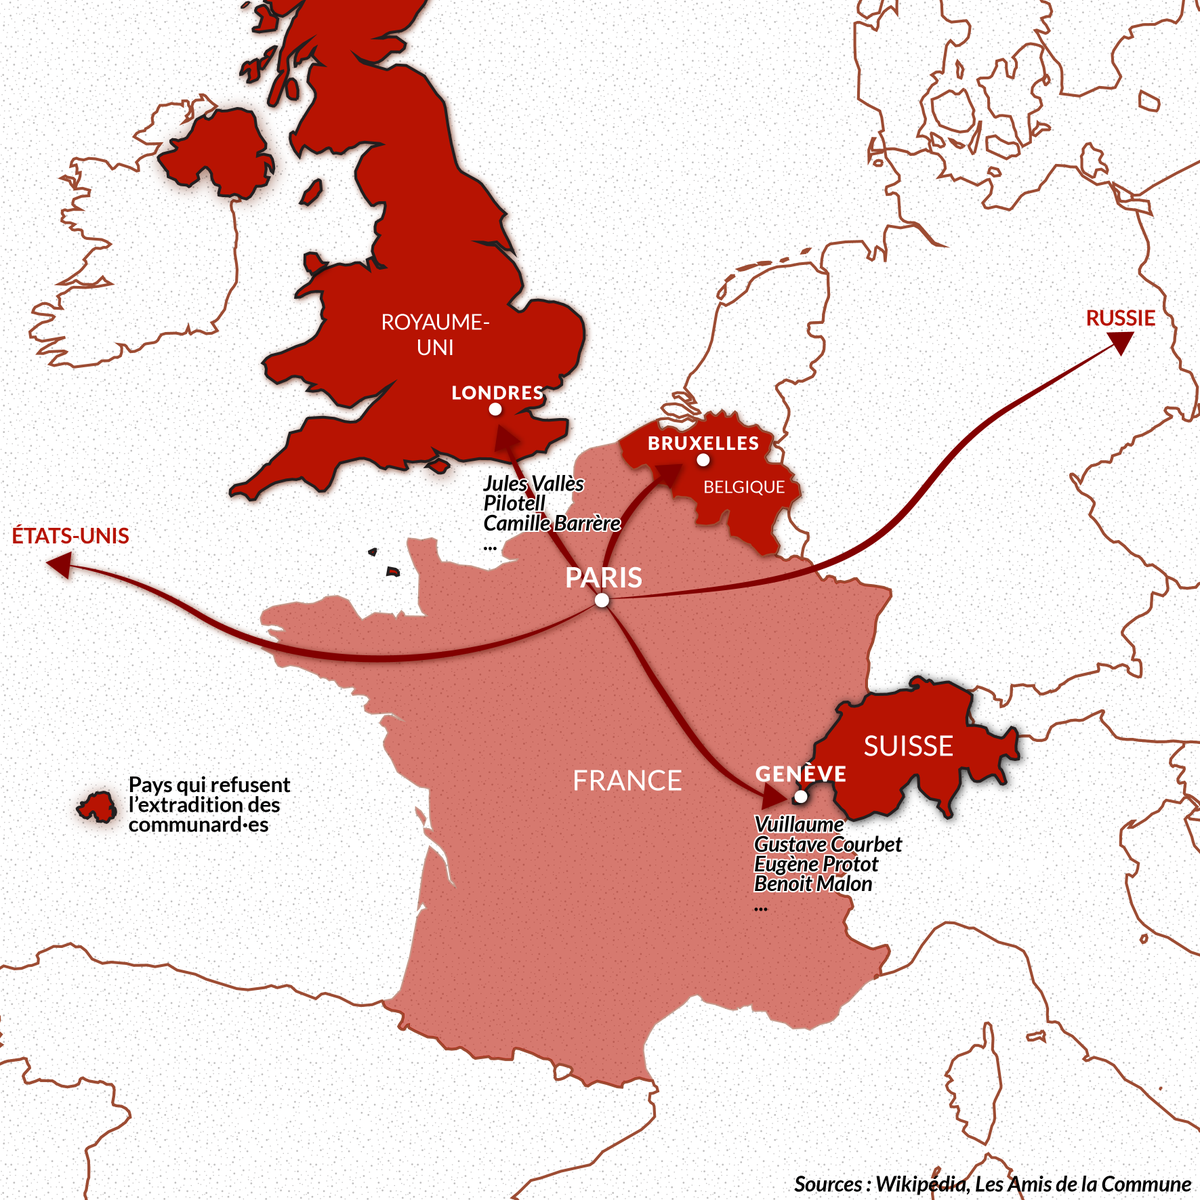 ROYAUME-
UNI
LONDRES
RUSSIE
BRUXELLES
BELGIQUE
Jules Vallès
Pilotell
Camille Barrère
...
ÉTATS-UNIS
PARIS
FRANCE
SUISSE
GENÈVE
Vuillaume
Gustave Courbet
Eugène Protot
Benoit Malon
...
Pays qui refusent
l'extradition des
communard·es
Sources : Wikipédia, Les Amis de la Commune